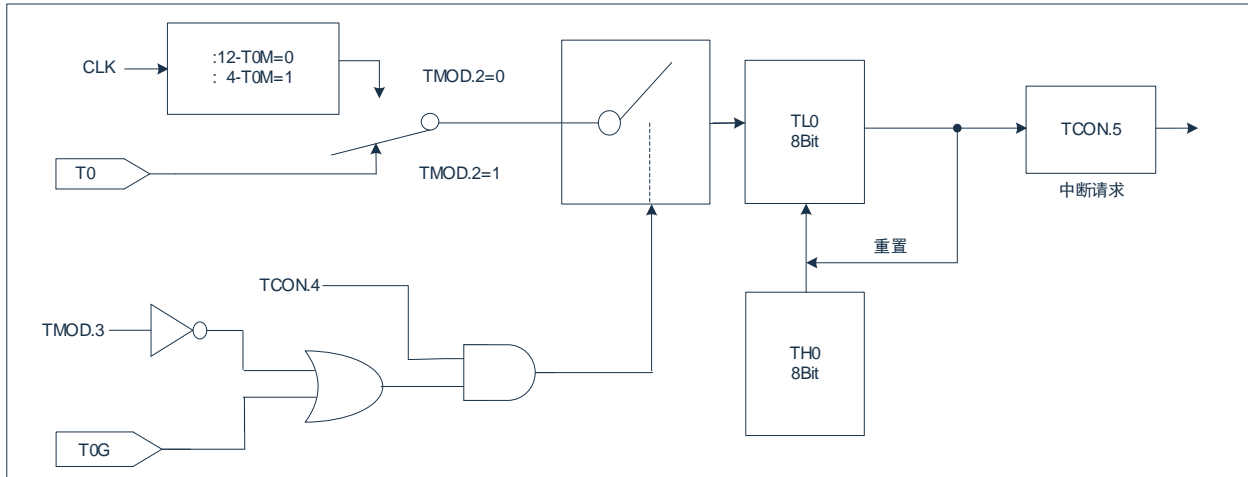 :12-T0M=0
: 4-T0M=1
CLK
TMOD.2=0
T0
TMOD.2=1
TL0
8Bit
TCON.5
中断请求
重置
TCON.4
TMOD.3
TH0
8Bit
T0G